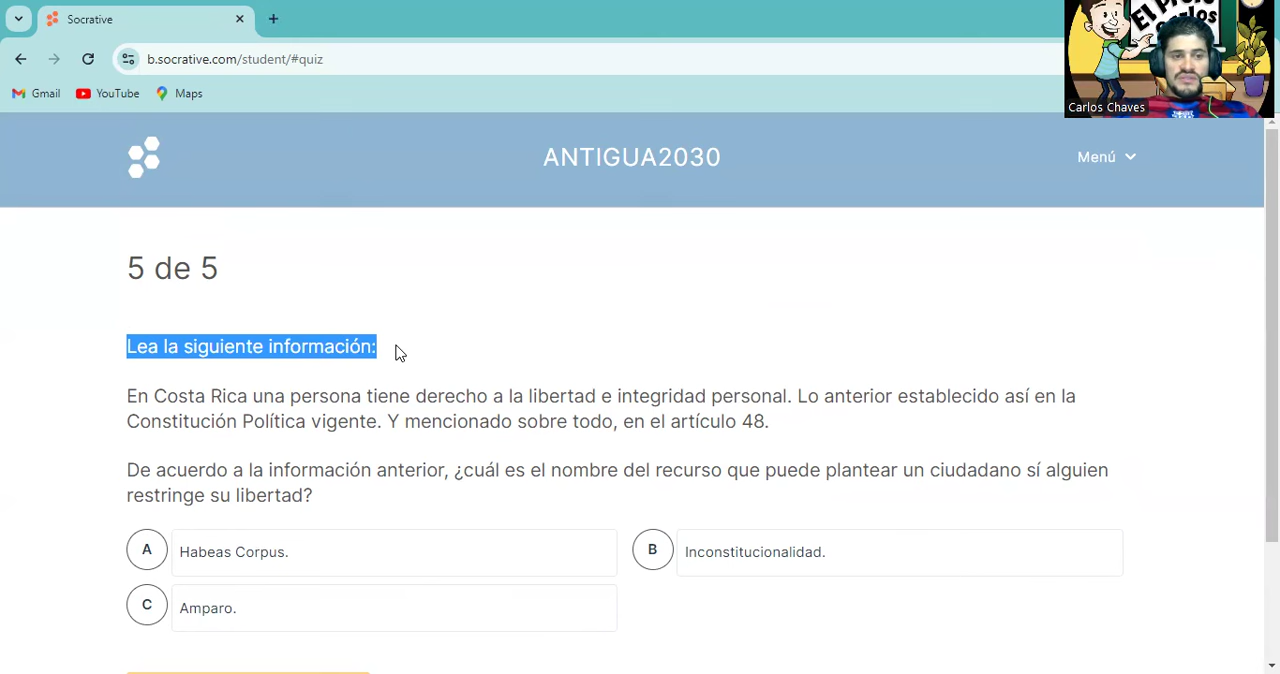 Socrative
b.socrative.com/student/#quiz
Gmail YouTube Maps
El Profe
Carlos
Carlos Chaves
ANTIGUA2030
Menú
5 de 5
Lea la siguiente información:
En Costa Rica una persona tiene derecho a la libertad e integridad personal. Lo anterior establecido así en la
Constitución Política vigente. Y mencionado sobre todo, en el artículo 48.
De acuerdo a la información anterior, ¿cuál es el nombre del recurso que puede plantear un ciudadano sí alguien
restringe su libertad?
A Habeas Corpus.
B Inconstitucionalidad.
C Amparo.